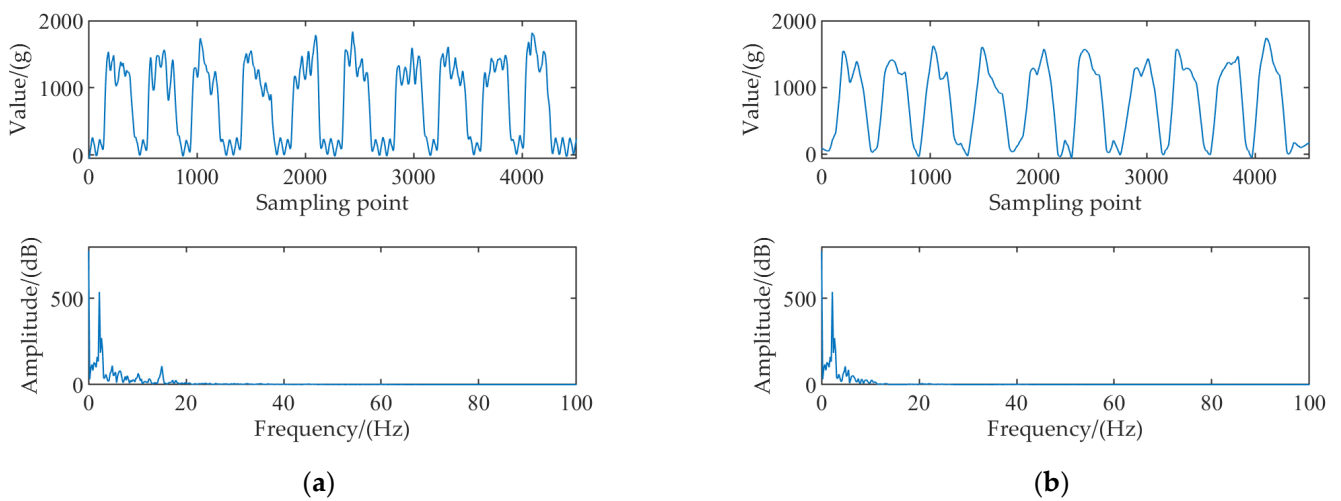 2000
1000
0
Value/(g)
0 1000 2000 3000 4000
Sampling point
500
0
Amplitude/(dB)
0 20 40 60 80 100
Frequency/(Hz)
(a)
2000
1000
0
Value/(g)
0 1000 2000 3000 4000
Sampling point
500
0
Amplitude/(dB)
0 20 40 60 80 100
Frequency/(Hz)
(b)